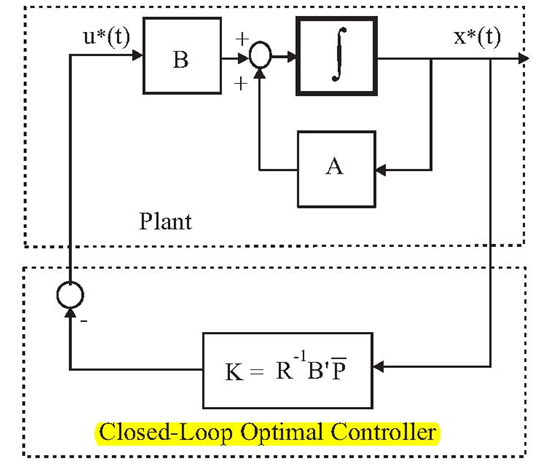 u*(t)
B
+
+
∫
x*(t)
A
Plant
-
K = R⁻¹B'P̅
Closed-Loop Optimal Controller